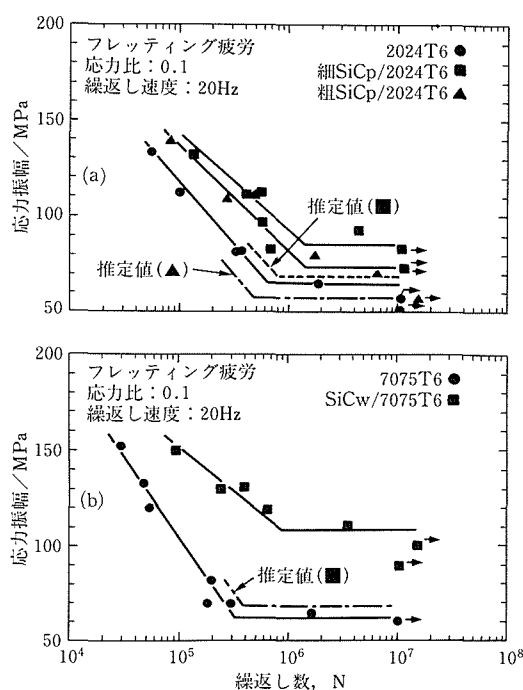 フレッティング疲労
応力比：0.1
繰返し速度：20Hz
2024T6 ●
細SiCp/2024T6 ■
粗SiCp/2024T6 ▲
(a)
推定値(■)
推定値(▲)
応力振幅／MPa
200
150
100
50
フレッティング疲労
応力比：0.1
繰返し速度：20Hz
7075T6 ●
SiCw/7075T6 ■
(b)
推定値(■)
応力振幅／MPa
200
150
100
50
10⁴ 10⁵ 10⁶ 10⁷ 10⁸
繰返し数，N